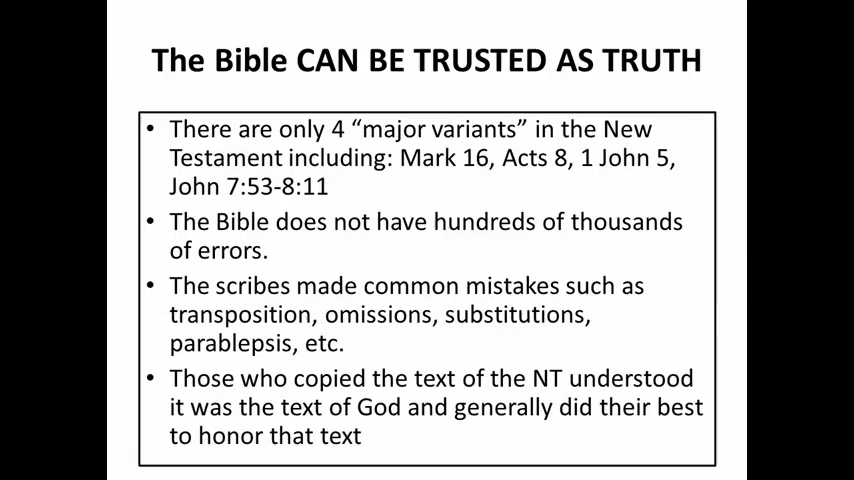 The Bible CAN BE TRUSTED AS TRUTH
• There are only 4 “major variants” in the New
Testament including: Mark 16, Acts 8, 1 John 5,
John 7:53-8:11
• The Bible does not have hundreds of thousands
of errors.
• The scribes made common mistakes such as
transposition, omissions, substitutions,
parablepsis, etc.
• Those who copied the text of the NT understood
it was the text of God and generally did their best
to honor that text